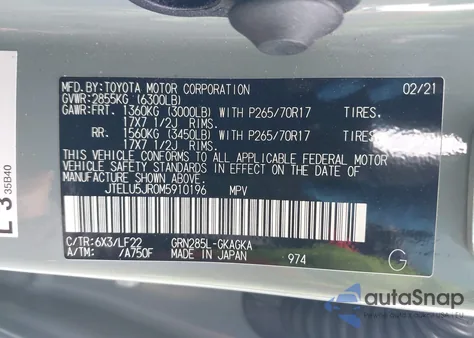 MFD.BY:TOYOTA MOTOR CORPORATION 02/21
GVWR:2855KG (6300LB)
GAWR:FRT. 1360KG (3000LB) WITH P265/70R17 TIRES.
17X7 1/2J RIMS.
RR. 1560KG (3450LB) WITH P265/70R17 TIRES.
17X7 1/2J RIMS.
THIS VEHICLE CONFORMS TO ALL APPLICABLE FEDERAL MOTOR
VEHICLE SAFETY STANDARDS IN EFFECT ON THE DATE OF
MANUFACTURE SHOWN ABOVE.
JTELU5JR0M5910196 MPV
C/TR:6X3/LF22 GRN285L-GKAGKA
A/TM: /A750F MADE IN JAPAN 974 G
L 3
35B40
autoSnap